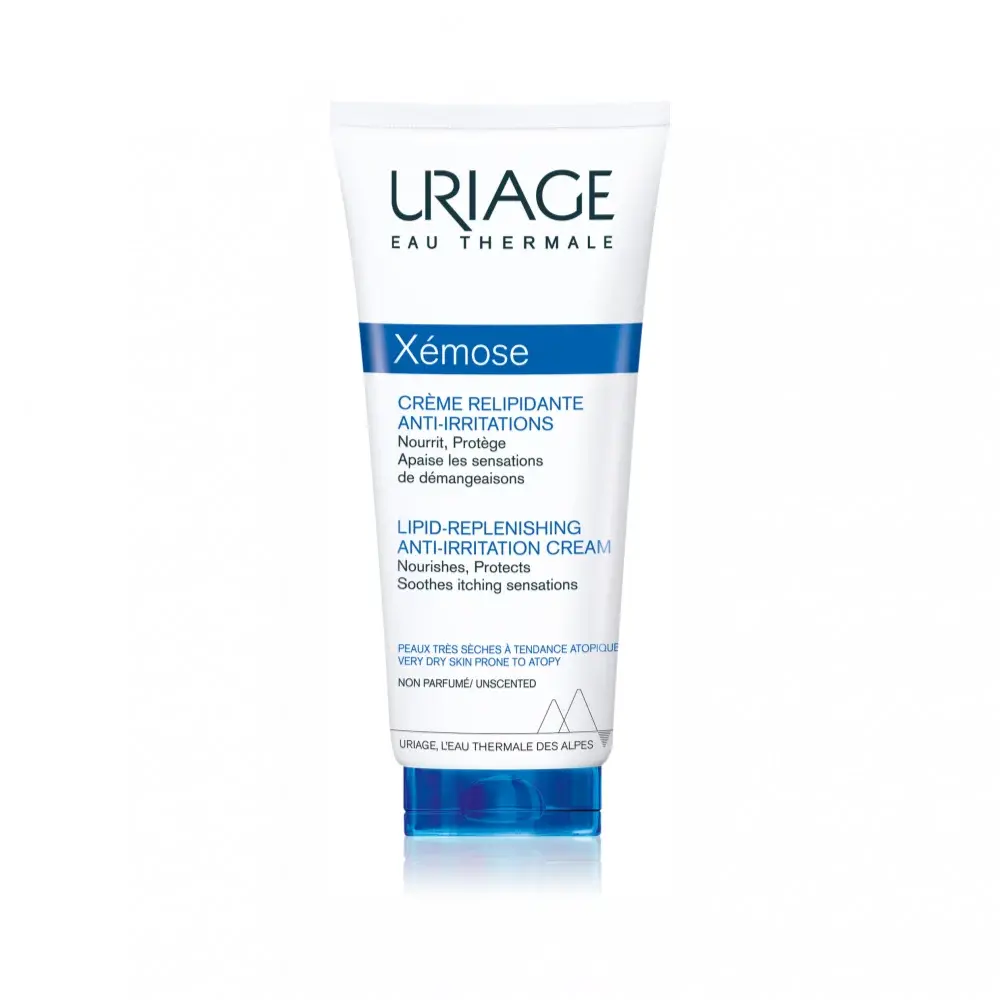 URIAGE
EAU THERMALE
Xémose
CRÈME RELIPIDANTE
ANTI-IRRITATIONS
Nourrit, Protège
Apaise les sensations
de démangeaisons
LIPID-REPLENISHING
ANTI-IRRITATION CREAM
Nourishes, Protects
Soothes itching sensations
PEAUX TRÈS SÈCHES À TENDANCE ATOPIQUE
VERY DRY SKIN PRONE TO ATOPY
NON PARFUMÉ/ UNSCENTED
URIAGE, L'EAU THERMALE DES ALPES